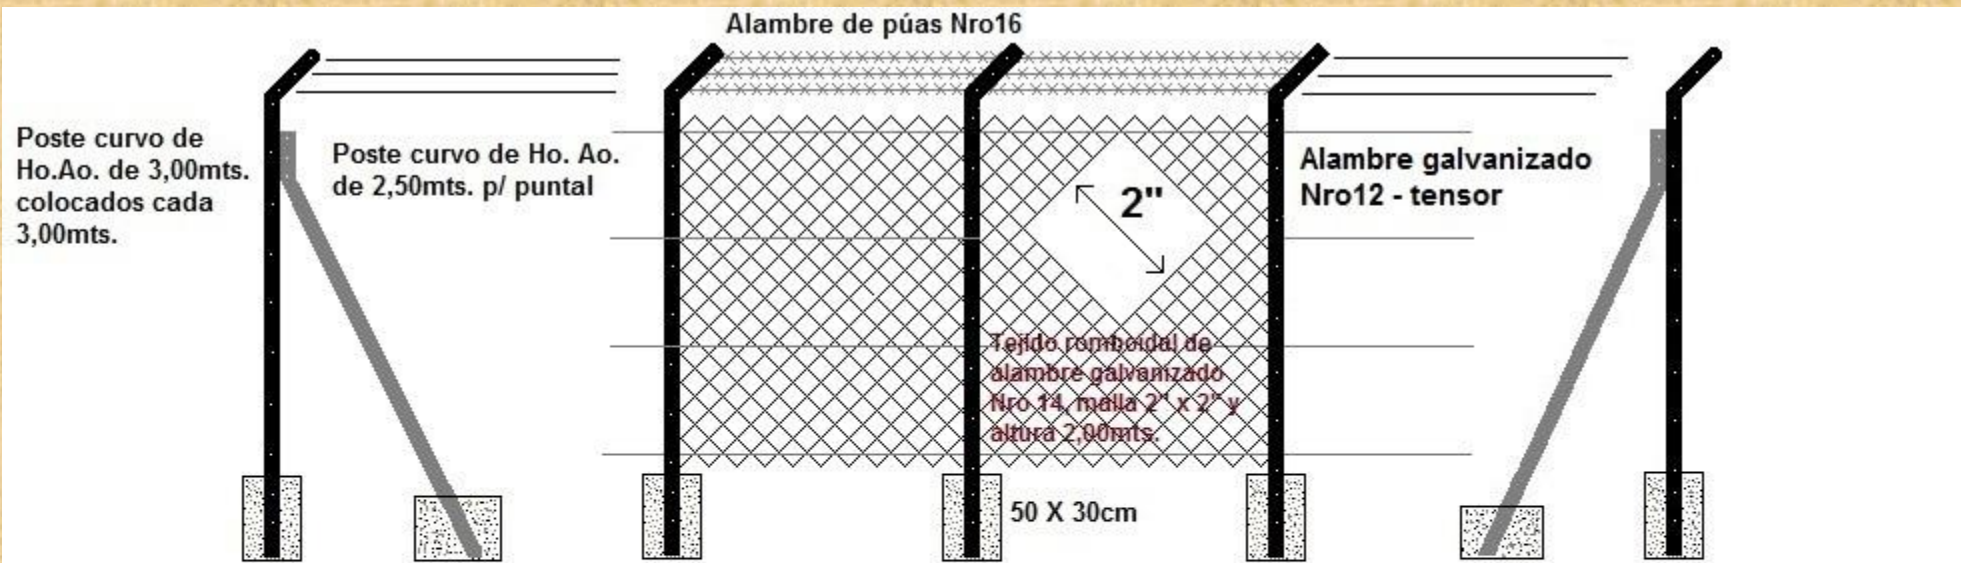 Alambre de púas Nro16
Poste curvo de
Ho.Ao. de 3,00mts.
colocados cada
3,00mts.
Poste curvo de Ho. Ao.
de 2,50mts. p/ puntal
2"
Alambre galvanizado
Nro12 - tensor
Tejido romboidal de
alambre galvanizado
Nro 14, malla 2" x 2" y
altura 2,00mts.
50 X 30cm